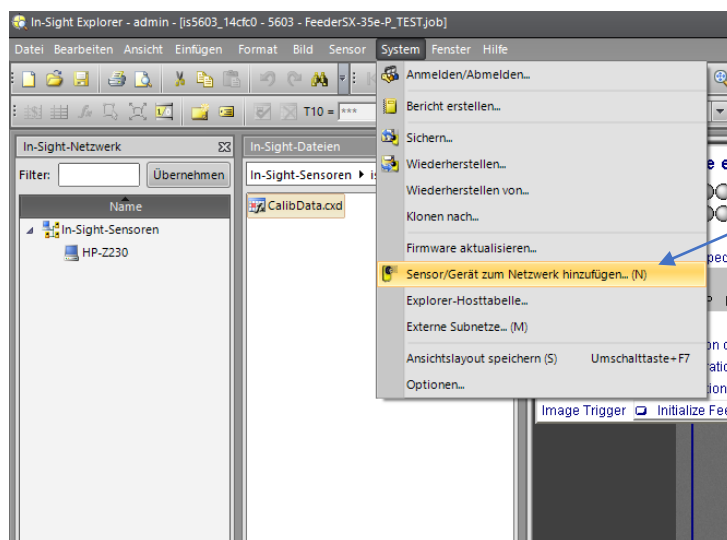 In-Sight Explorer - admin - [is5603_14cfc0 - 5603 - FeederSX-35e-P_TEST.job]
Datei Bearbeiten Ansicht Einfügen Format Bild Sensor System Fenster Hilfe
T10 = ***
In-Sight-Netzwerk
Filter:
Übernehmen
Name
In-Sight-Sensoren
HP-Z230
In-Sight-Dateien
In-Sight-Sensoren
CalibData.cxd
Anmelden/Abmelden...
Bericht erstellen...
Sichern...
Wiederherstellen...
Wiederherstellen von...
Klonen nach...
Firmware aktualisieren...
Sensor/Gerät zum Netzwerk hinzufügen... (N)
Explorer-Hosttabelle...
Externe Subnetze... (M)
Ansichtslayout speichern (S) Umschalttaste+F7
Optionen...
Image Trigger Initialize Fee